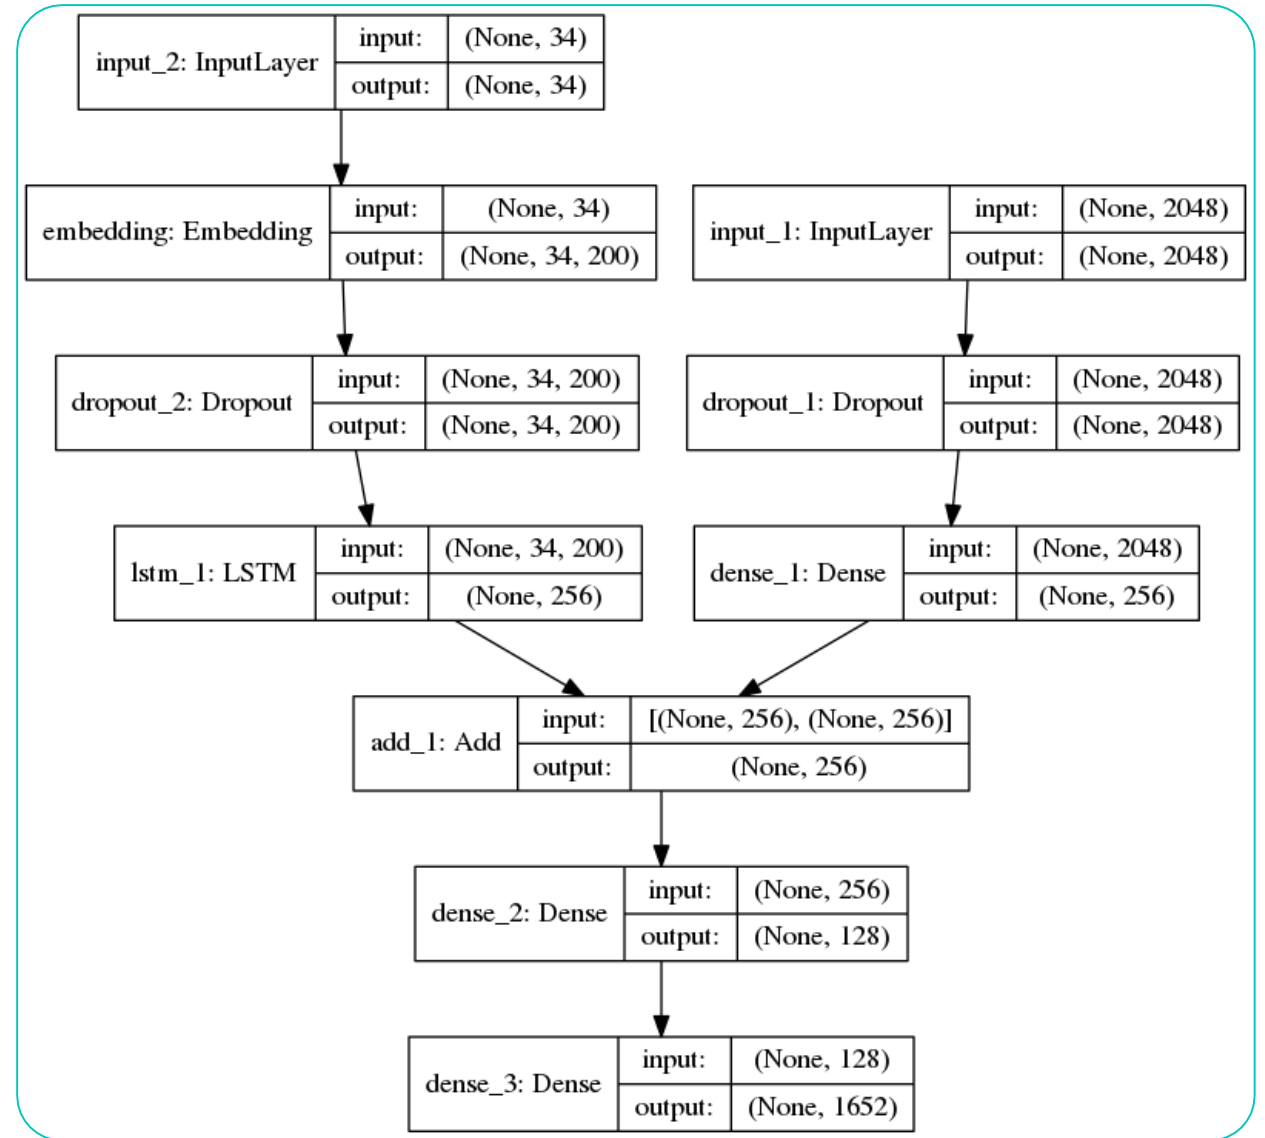 input_2: InputLayer
input: (None, 34)
output: (None, 34)
embedding: Embedding
input: (None, 34)
output: (None, 34, 200)
input_1: InputLayer
input: (None, 2048)
output: (None, 2048)
dropout_2: Dropout
input: (None, 34, 200)
output: (None, 34, 200)
dropout_1: Dropout
input: (None, 2048)
output: (None, 2048)
lstm_1: LSTM
input: (None, 34, 200)
output: (None, 256)
dense_1: Dense
input: (None, 2048)
output: (None, 256)
add_1: Add
input: [(None, 256), (None, 256)]
output: (None, 256)
dense_2: Dense
input: (None, 256)
output: (None, 128)
dense_3: Dense
input: (None, 128)
output: (None, 1652)